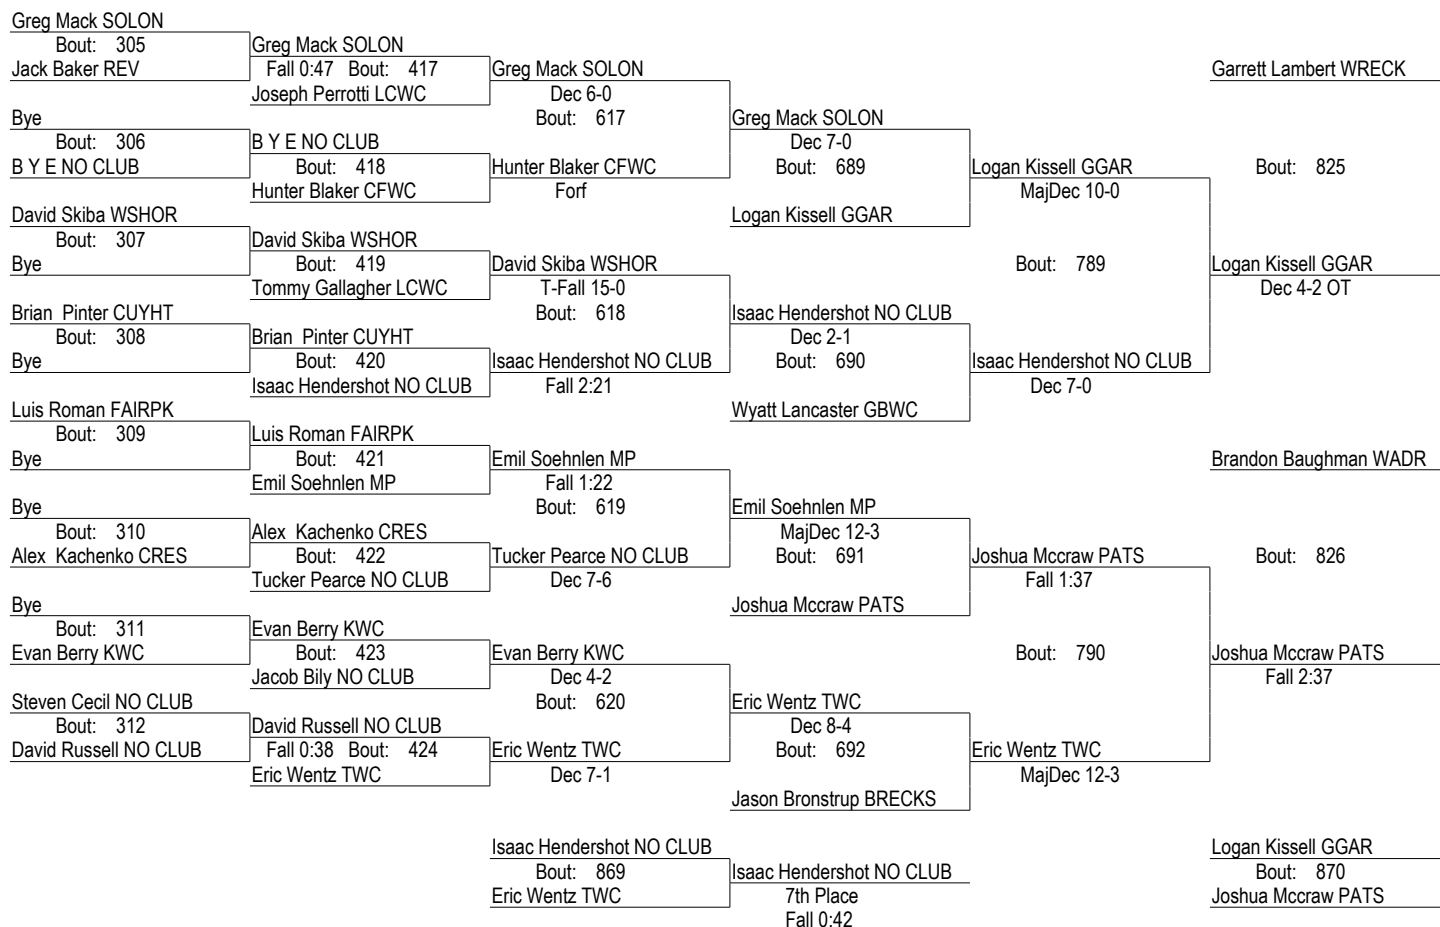 Greg Mack SOLON
Bout: 305
Jack Baker REV
Bye
Bout: 306
B Y E NO CLUB
David Skiba WSHOR
Bout: 307
Bye
Brian  Pinter CUYHT
Bout: 308
Bye
Luis Roman FAIRPK
Bout: 309
Bye
Bye
Bout: 310
Alex  Kachenko CRES
Bye
Bout: 311
Evan Berry KWC
Steven Cecil NO CLUB
Bout: 312
David Russell NO CLUB
Greg Mack SOLON
Fall 0:47 Bout: 417
Joseph Perrotti LCWC
B Y E NO CLUB
Bout: 418
Hunter Blaker CFWC
David Skiba WSHOR
Bout: 419
Tommy Gallagher LCWC
Brian  Pinter CUYHT
Bout: 420
Isaac Hendershot NO CLUB
Luis Roman FAIRPK
Bout: 421
Emil Soehnlen MP
Alex  Kachenko CRES
Bout: 422
Tucker Pearce NO CLUB
Evan Berry KWC
Bout: 423
Jacob Bily NO CLUB
David Russell NO CLUB
Fall 0:38 Bout: 424
Eric Wentz TWC
Greg Mack SOLON
Dec 6-0
Bout: 617
Hunter Blaker CFWC
Forf
David Skiba WSHOR
T-Fall 15-0
Bout: 618
Isaac Hendershot NO CLUB
Fall 2:21
Emil Soehnlen MP
Fall 1:22
Bout: 619
Tucker Pearce NO CLUB
Dec 7-6
Evan Berry KWC
Dec 4-2
Bout: 620
Eric Wentz TWC
Dec 7-1
Greg Mack SOLON
Dec 7-0
Bout: 689
Logan Kissell GGAR
Isaac Hendershot NO CLUB
Dec 2-1
Bout: 690
Wyatt Lancaster GBWC
Emil Soehnlen MP
MajDec 12-3
Bout: 691
Joshua Mccraw PATS
Eric Wentz TWC
Dec 8-4
Bout: 692
Jason Bronstrup BRECKS
Logan Kissell GGAR
MajDec 10-0
Bout: 789
Isaac Hendershot NO CLUB
Dec 7-0
Joshua Mccraw PATS
Fall 1:37
Bout: 790
Eric Wentz TWC
MajDec 12-3
Garrett Lambert WRECK
Bout: 825
Logan Kissell GGAR
Dec 4-2 OT
Brandon Baughman WADR
Bout: 826
Joshua Mccraw PATS
Fall 2:37
Isaac Hendershot NO CLUB
Bout: 869
Eric Wentz TWC
Isaac Hendershot NO CLUB
7th Place
Fall 0:42
Logan Kissell GGAR
Bout: 870
Joshua Mccraw PATS